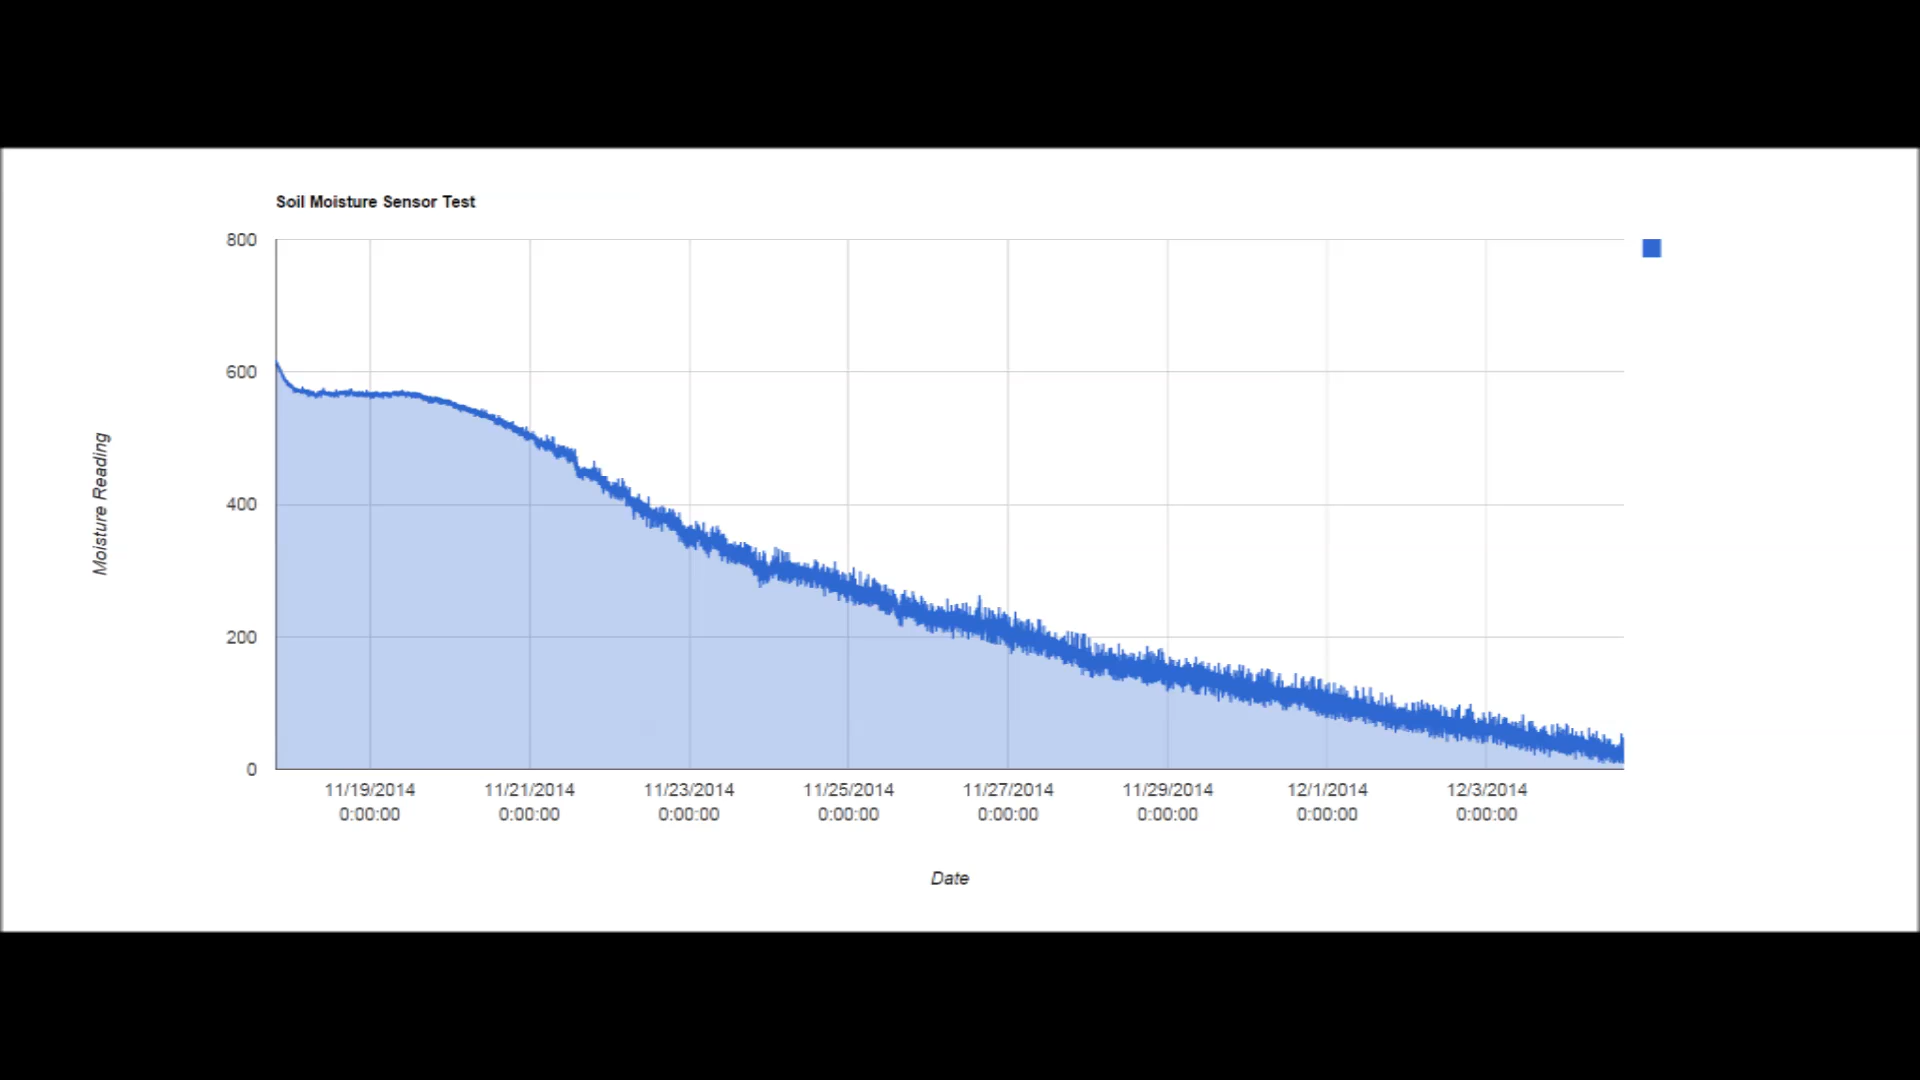 Soil Moisture Sensor Test
800
600
400
200
0
Moisture Reading
11/19/2014 11/21/2014 11/23/2014 11/25/2014 11/27/2014 11/29/2014 12/1/2014 12/3/2014
0:00:00 0:00:00 0:00:00 0:00:00 0:00:00 0:00:00 0:00:00 0:00:00
Date